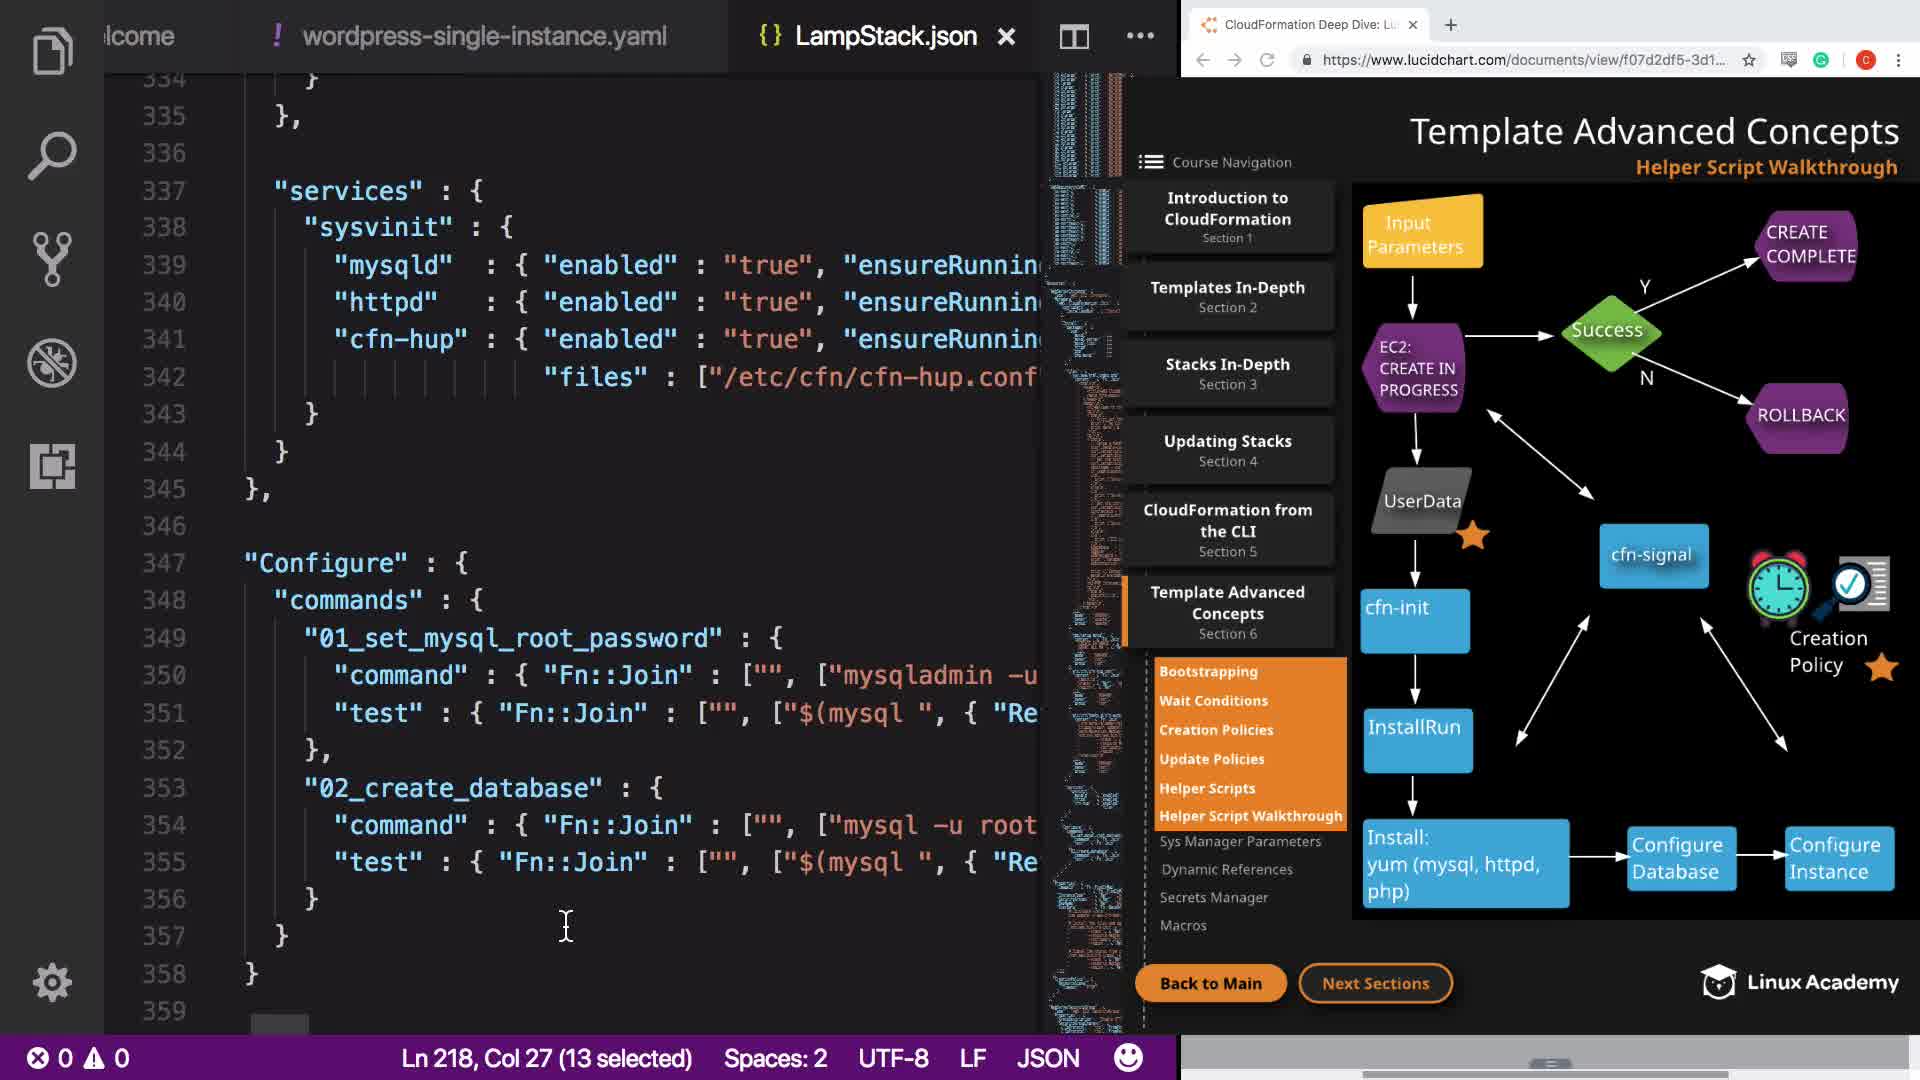 lcome
! wordpress-single-instance.yaml
{} LampStack.json
334 }
335 },
336
337 "services" : {
338 "sysvinit" : {
339 "mysqld" : { "enabled" : "true", "ensureRunnin
340 "httpd" : { "enabled" : "true", "ensureRunnin
341 "cfn-hup" : { "enabled" : "true", "ensureRunnin
342 "files" : ["/etc/cfn/cfn-hup.conf"
343 }
344 }
345 },
346
347 "Configure" : {
348 "commands" : {
349 "01_set_mysql_root_password" : {
350 "command" : { "Fn::Join" : ["", ["mysqladmin -u
351 "test" : { "Fn::Join" : ["", ["$(mysql ", { "Re
352 },
353 "02_create_database" : {
354 "command" : { "Fn::Join" : ["", ["mysql -u root
355 "test" : { "Fn::Join" : ["", ["$(mysql ", { "Re
356 }
357 }
358 }
359
0 0
Ln 218, Col 27 (13 selected)
Spaces: 2
UTF-8
LF
JSON
CloudFormation Deep Dive: Lu
https://www.lucidchart.com/documents/view/f07d2df5-3d1...
C
Template Advanced Concepts
Helper Script Walkthrough
Course Navigation
Introduction to
CloudFormation
Section 1
Templates In-Depth
Section 2
Stacks In-Depth
Section 3
Updating Stacks
Section 4
CloudFormation from
the CLI
Section 5
Template Advanced
Concepts
Section 6
Bootstrapping
Wait Conditions
Creation Policies
Update Policies
Helper Scripts
Helper Script Walkthrough
Sys Manager Parameters
Dynamic References
Secrets Manager
Macros
Back to Main
Next Sections
Input
Parameters
EC2:
CREATE IN
PROGRESS
Success
Y
N
CREATE
COMPLETE
ROLLBACK
UserData
cfn-signal
Creation
Policy
cfn-init
InstallRun
Install:
yum (mysql, httpd,
php)
Configure
Database
Configure
Instance
Linux Academy